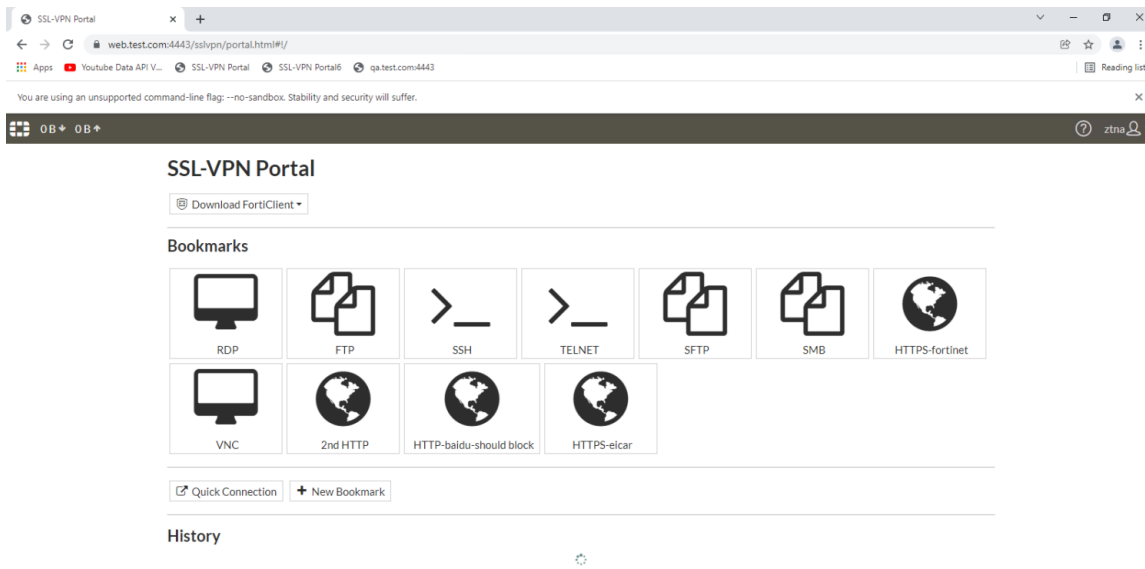 SSL-VPN Portal
web.test.com:4443/sslvpn/portal.html#!/
Apps Youtube Data API V... SSL-VPN Portal SSL-VPN Portal6 qa.test.com:4443 Reading list
You are using an unsupported command-line flag: --no-sandbox. Stability and security will suffer.
0 B 0 B ztna
SSL-VPN Portal
Download FortiClient
Bookmarks
RDP FTP SSH TELNET SFTP SMB HTTPS-fortinet
VNC 2nd HTTP HTTP-baidu-should block HTTPS-eicar
Quick Connection + New Bookmark
History